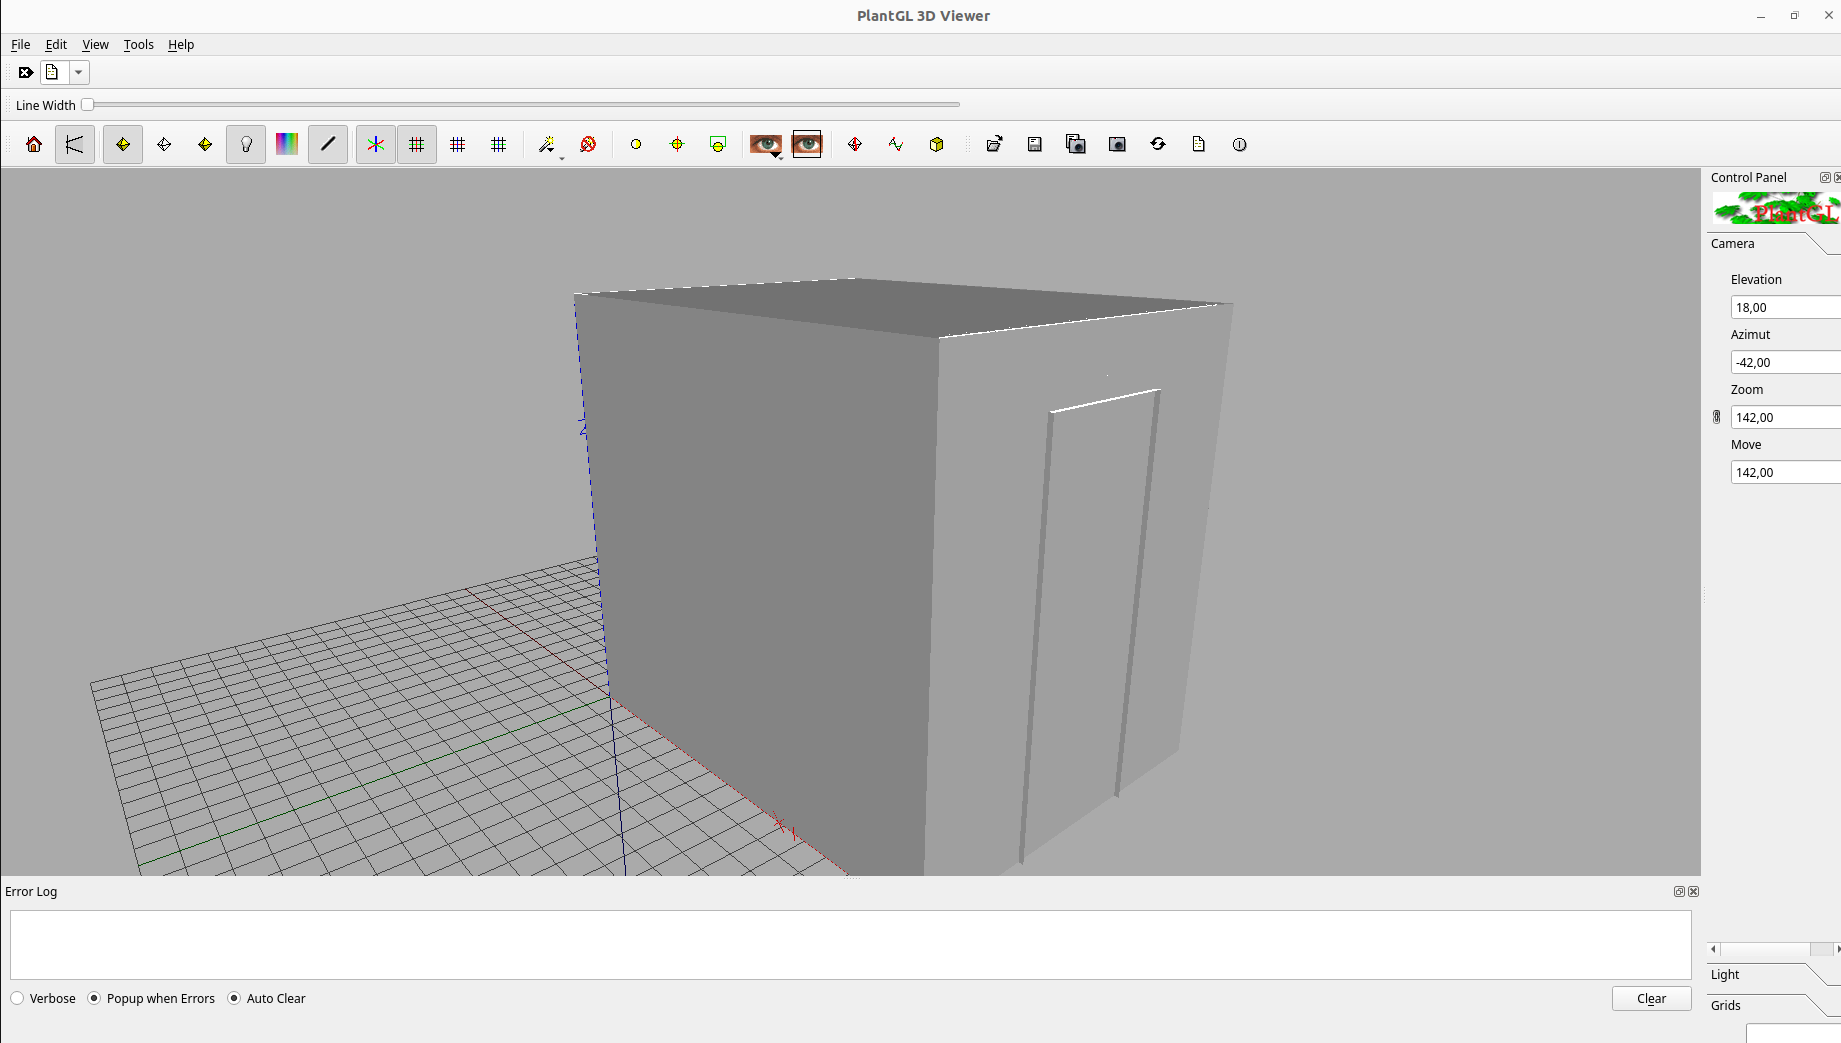 PlantGL 3D Viewer
File Edit View Tools Help
Line Width
Control Panel
PlantGL
Camera
Elevation
18,00
Azimut
-42,00
Zoom
142,00
Move
142,00
Z
X
Error Log
Verbose Popup when Errors Auto Clear
Clear
Light
Grids